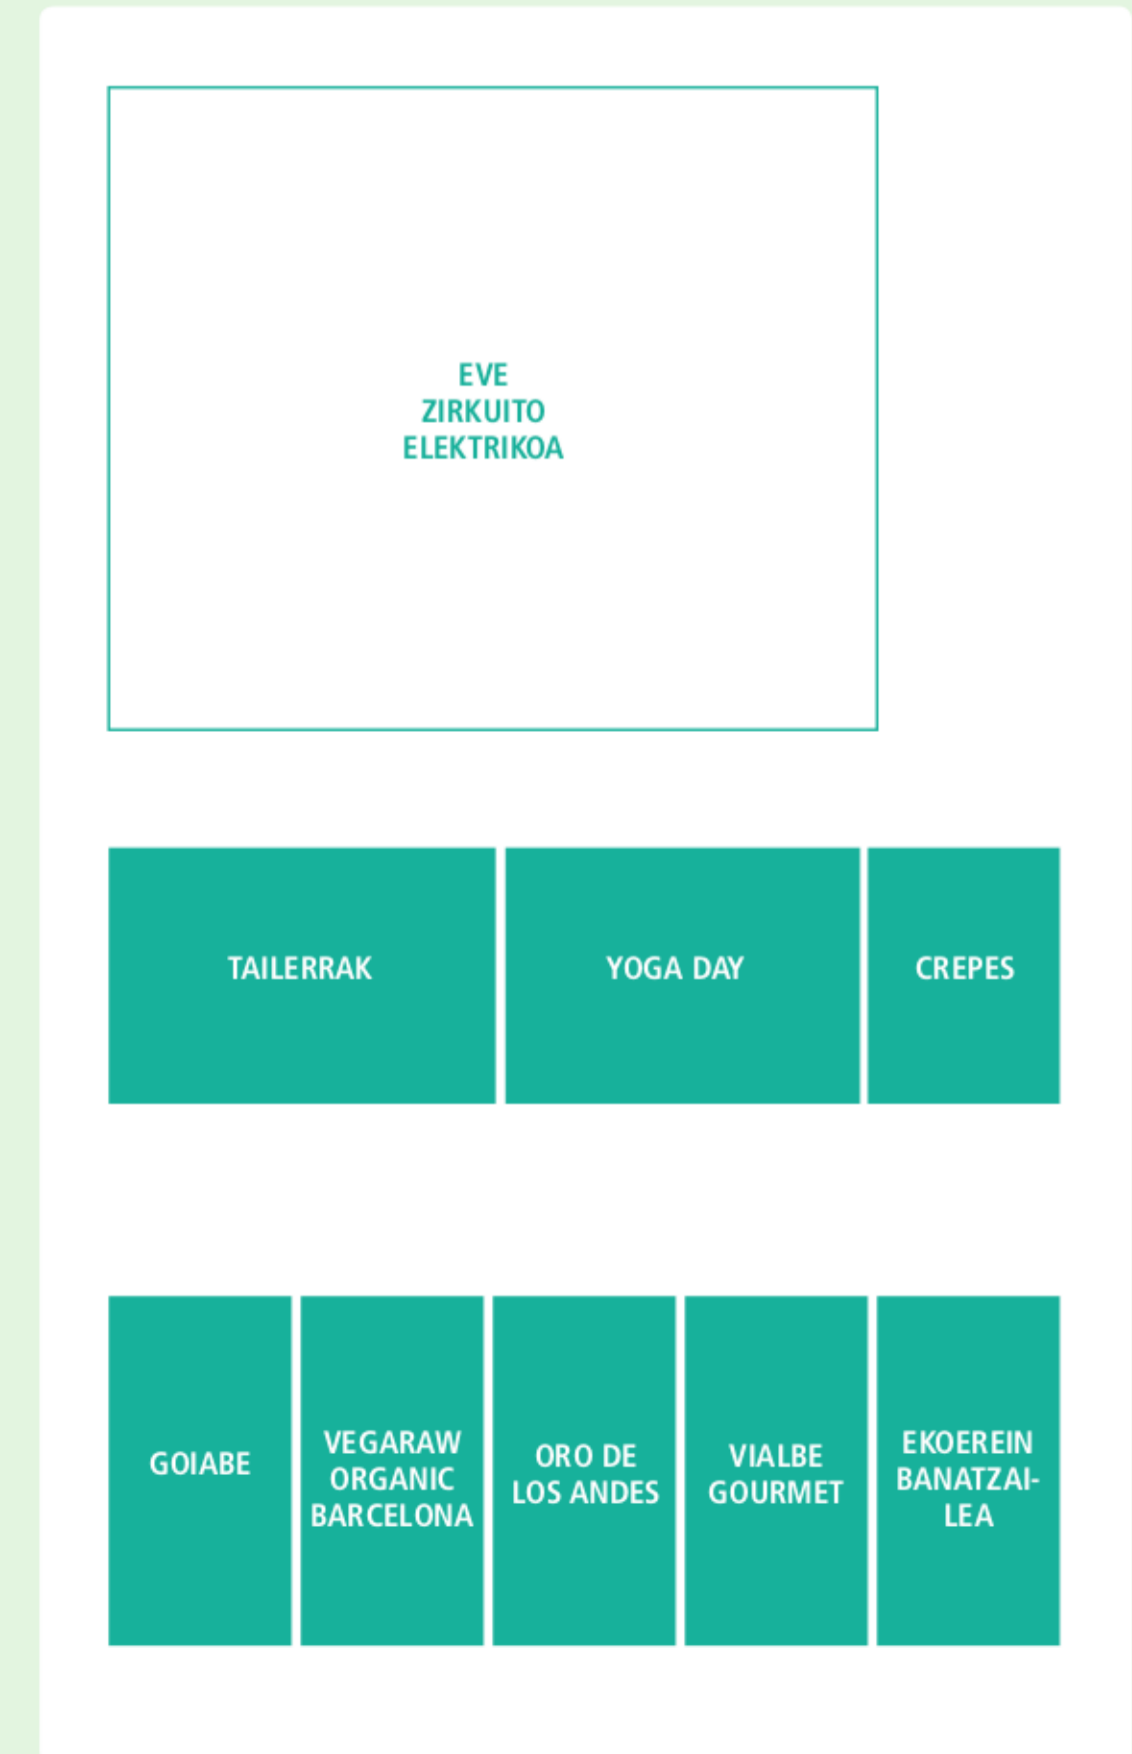 EVE
ZIRKUITO
ELEKTRIKOA
TAILERRAK
YOGA DAY
CREPES
GOIABE
VEGARAW
ORGANIC
BARCELONA
ORO DE
LOS ANDES
VIALBE
GOURMET
EKOEREIN
BANATZAI-
LEA